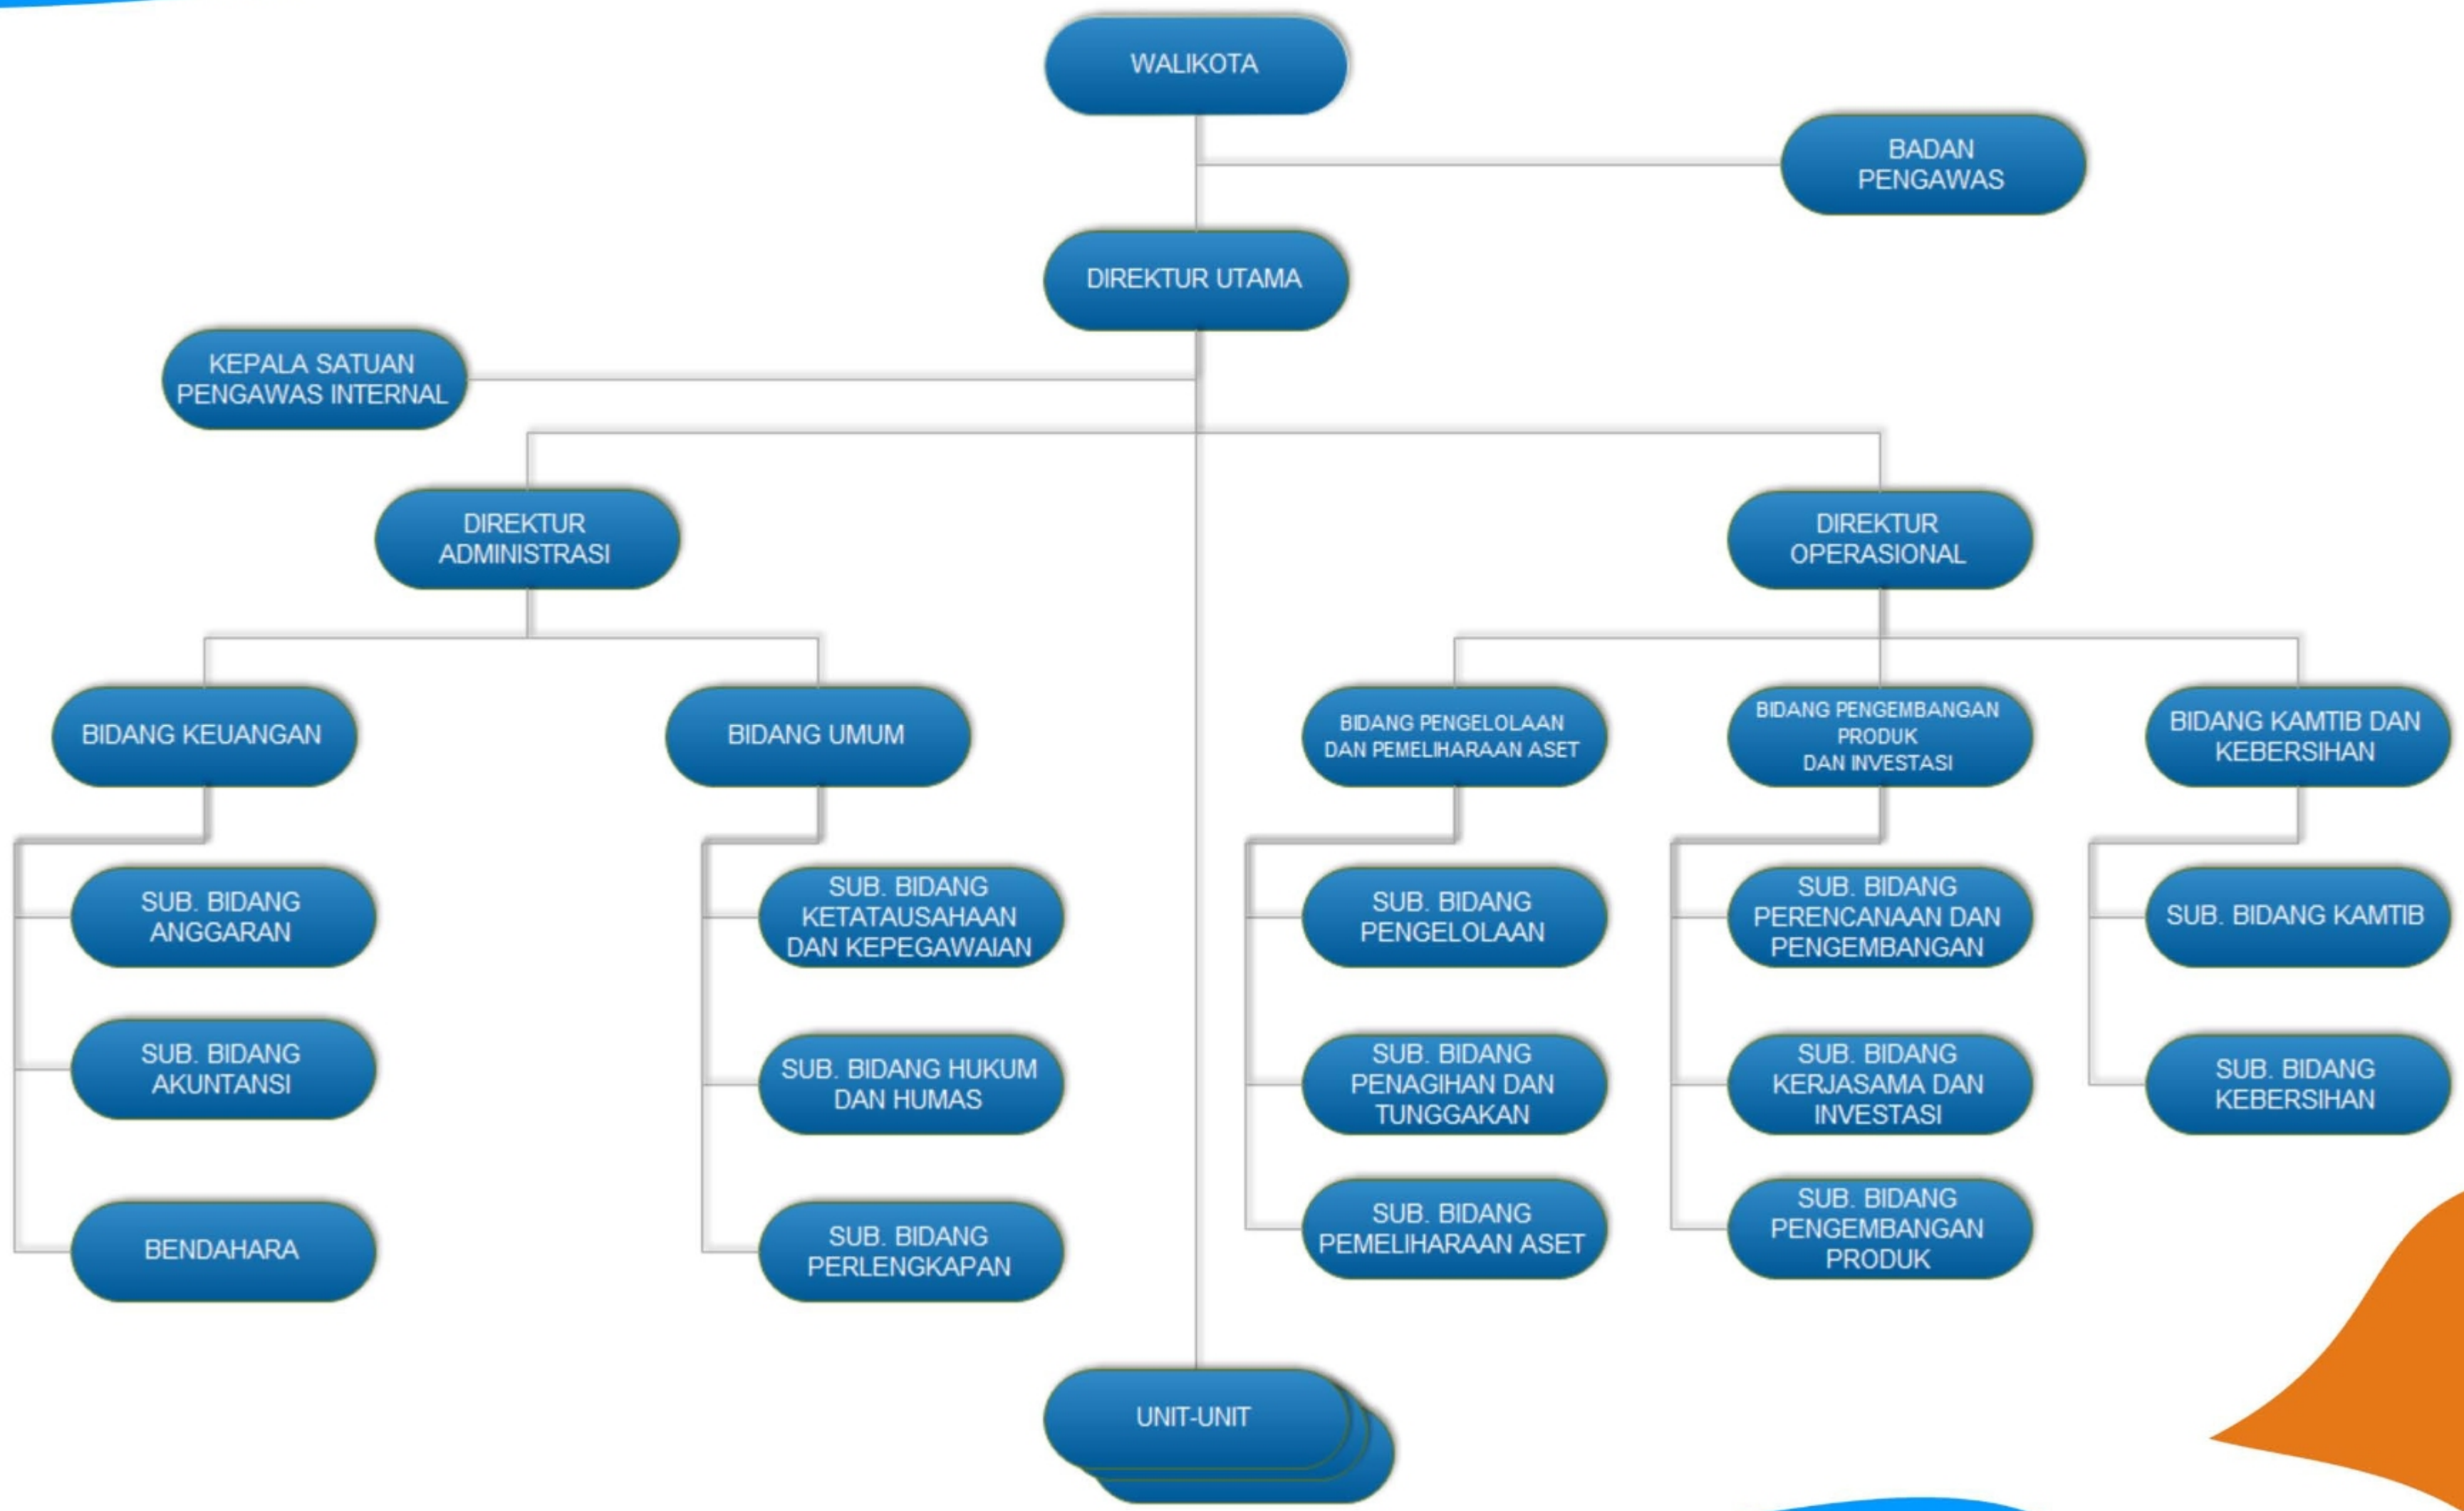 WALIKOTA
BADAN
PENGAWAS
DIREKTUR UTAMA
KEPALA SATUAN
PENGAWAS INTERNAL
DIREKTUR
ADMINISTRASI
DIREKTUR
OPERASIONAL
BIDANG KEUANGAN
BIDANG UMUM
BIDANG PENGELOLAAN
DAN PEMELIHARAAN ASET
BIDANG PENGEMBANGAN
PRODUK
DAN INVESTASI
BIDANG KAMTIB DAN
KEBERSIHAN
SUB. BIDANG
ANGGARAN
SUB. BIDANG
KETATAUSAHAAN
DAN KEPEGAWAIAN
SUB. BIDANG
PENGELOLAAN
SUB. BIDANG
PERENCANAAN DAN
PENGEMBANGAN
SUB. BIDANG KAMTIB
SUB. BIDANG
AKUNTANSI
SUB. BIDANG HUKUM
DAN HUMAS
SUB. BIDANG
PENAGIHAN DAN
TUNGGAKAN
SUB. BIDANG
KERJASAMA DAN
INVESTASI
SUB. BIDANG
KEBERSIHAN
BENDAHARA
SUB. BIDANG
PERLENGKAPAN
SUB. BIDANG
PEMELIHARAAN ASET
SUB. BIDANG
PENGEMBANGAN
PRODUK
UNIT-UNIT